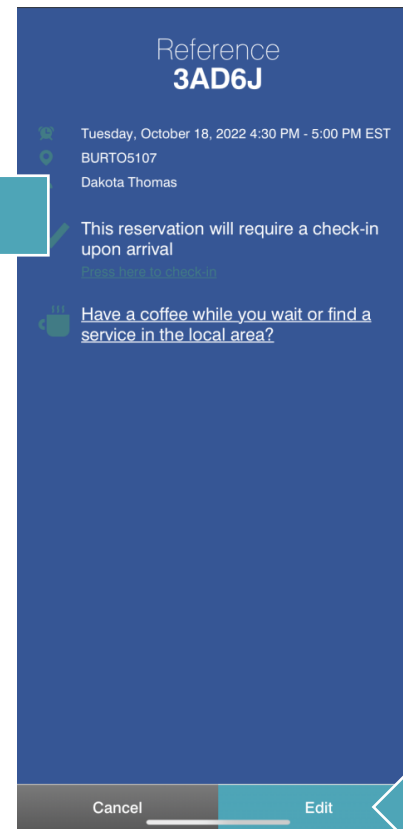 Reference
3AD6J
Tuesday, October 18, 2022 4:30 PM - 5:00 PM EST
BURTO5107
Dakota Thomas
This reservation will require a check-in
upon arrival
Press here to check-in
Have a coffee while you wait or find a
service in the local area?
Cancel
Edit